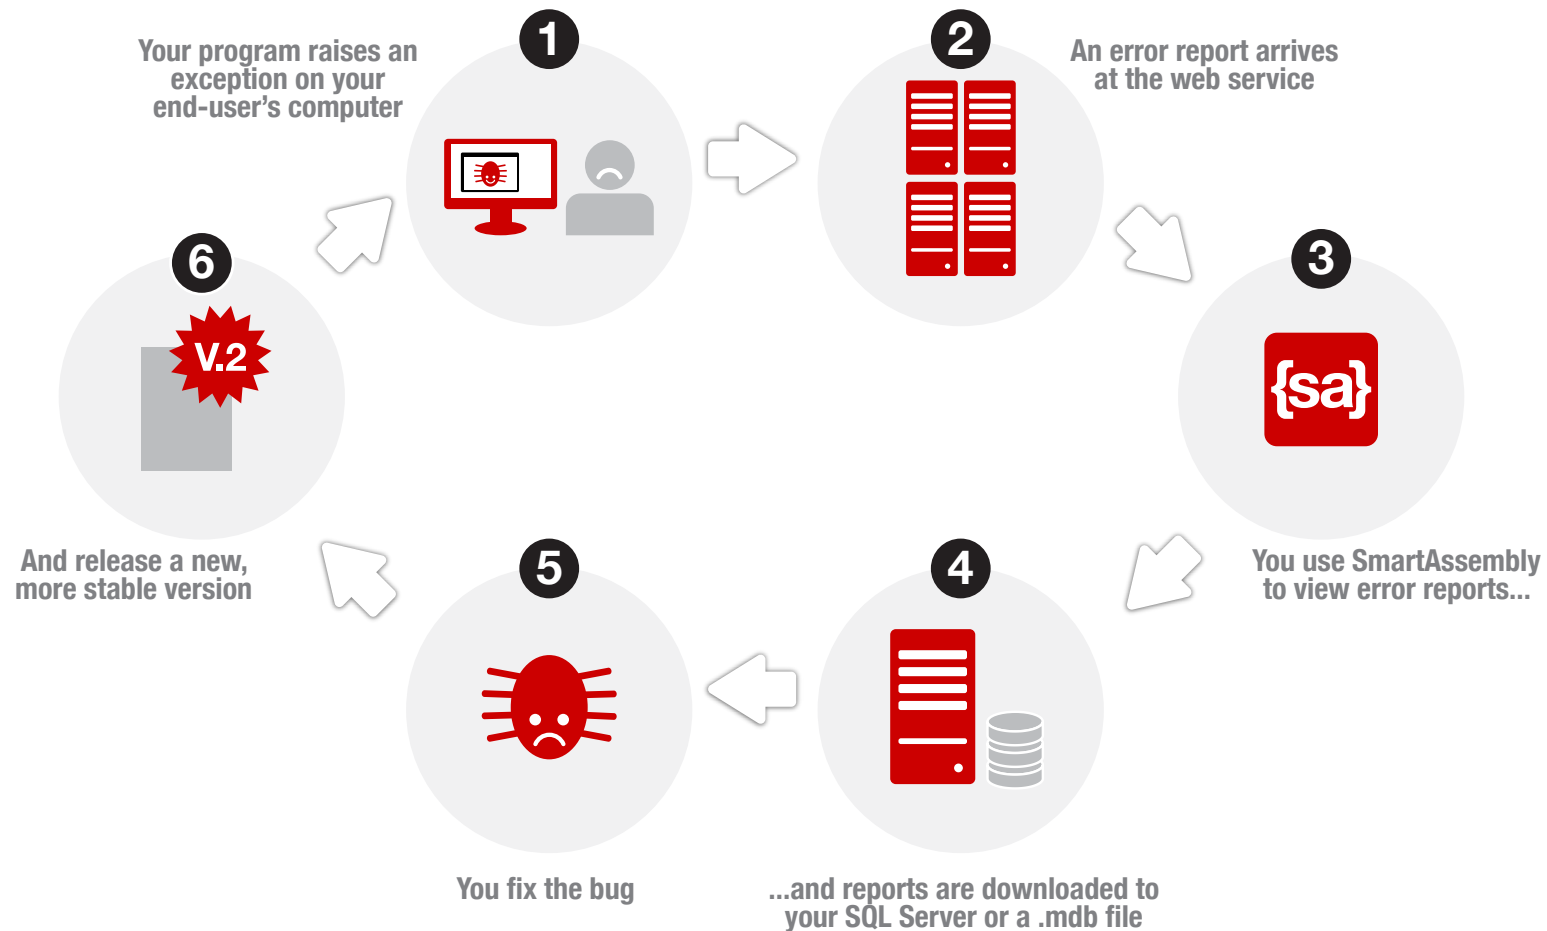 1
Your program raises an
exception on your
end-user's computer
2
An error report arrives
at the web service
3
{sa}
You use SmartAssembly
to view error reports...
4
...and reports are downloaded to
your SQL Server or a .mdb file
5
You fix the bug
6
V.2
And release a new,
more stable version